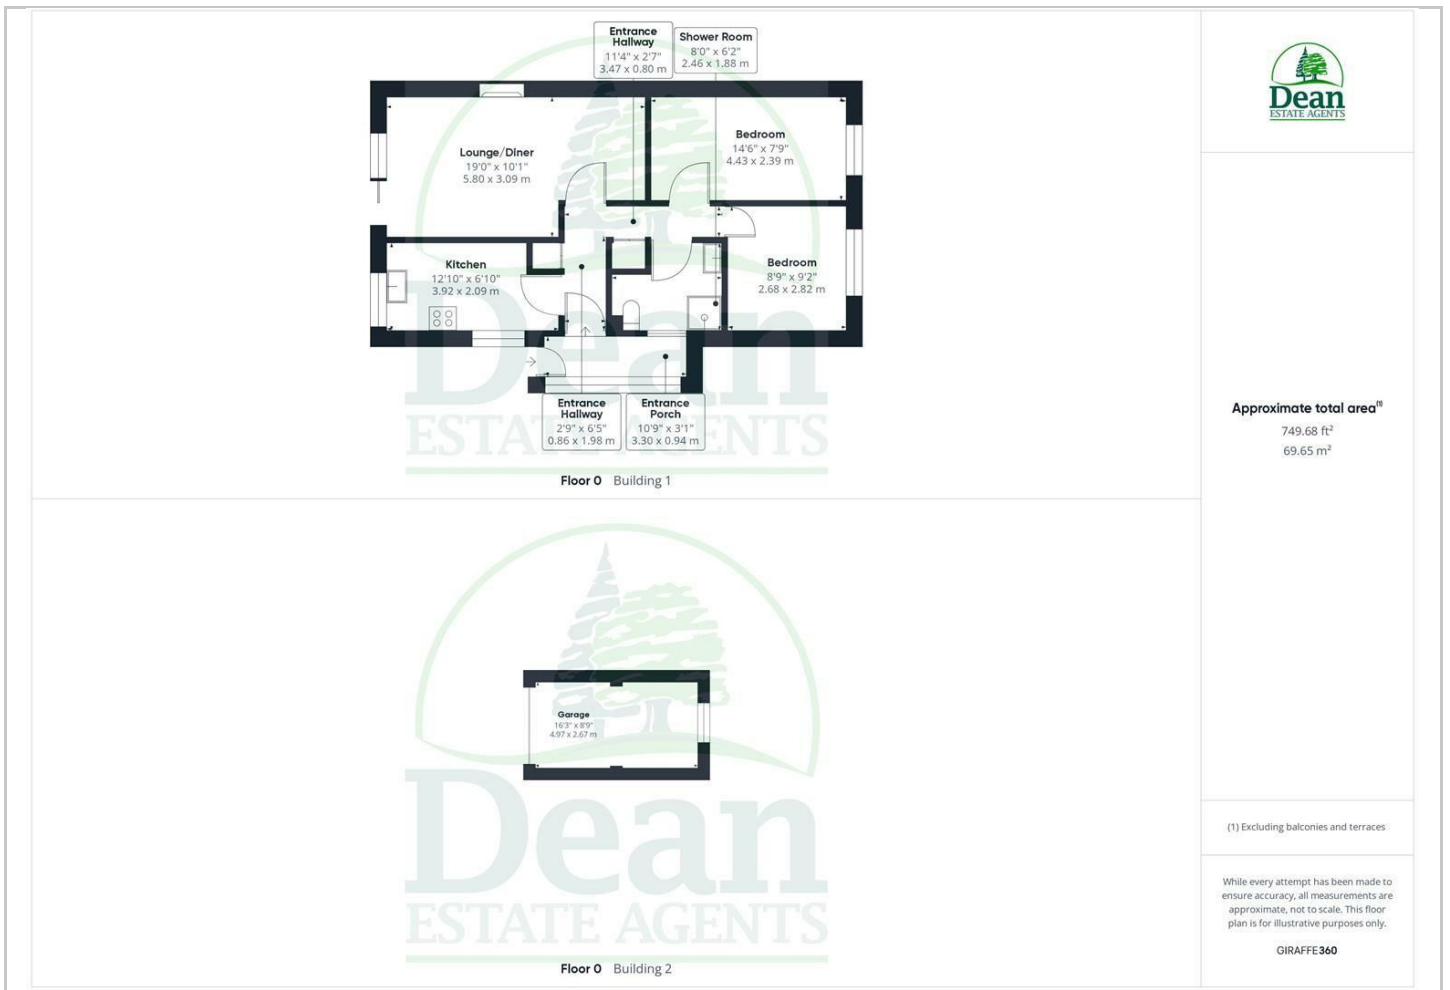 Entrance
Hallway
11'4" x 2'7"
3.47 x 0.80 m
Shower Room
8'0" x 6'2"
2.46 x 1.88 m
Lounge/Diner
19'0" x 10'1"
5.80 x 3.09 m
Bedroom
14'6" x 7'9"
4.43 x 2.39 m
Kitchen
12'10" x 6'10"
3.92 x 2.09 m
Bedroom
8'9" x 9'2"
2.68 x 2.82 m
Entrance
Hallway
2'9" x 6'5"
0.86 x 1.98 m
Entrance
Porch
10'9" x 3'1"
3.30 x 0.94 m
Dean
ESTATE AGENTS
Floor 0 Building 1
Garage
16'3" x 8'9"
4.97 x 2.67 m
Dean
ESTATE AGENTS
Floor 0 Building 2
Dean
ESTATE AGENTS
Approximate total area(1)
749.68 ft²
69.65 m²
(1) Excluding balconies and terraces
While every attempt has been made to
ensure accuracy, all measurements are
approximate, not to scale. This floor
plan is for illustrative purposes only.
GIRAFFE360